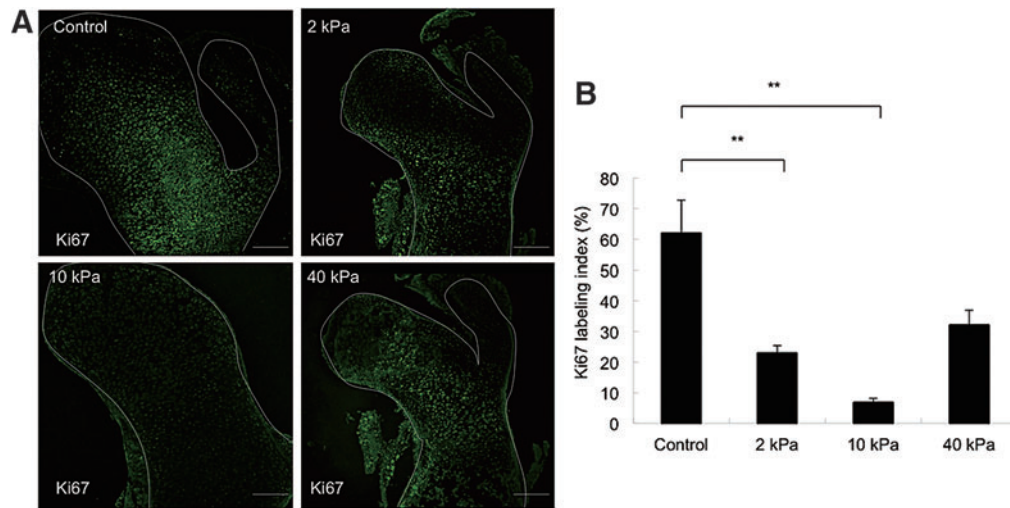 A
Control
Ki67
2 kPa
Ki67
10 kPa
Ki67
40 kPa
Ki67
B
**
**
Ki67 labeling index (%)
80
70
60
50
40
30
20
10
0
Control 2 kPa 10 kPa 40 kPa